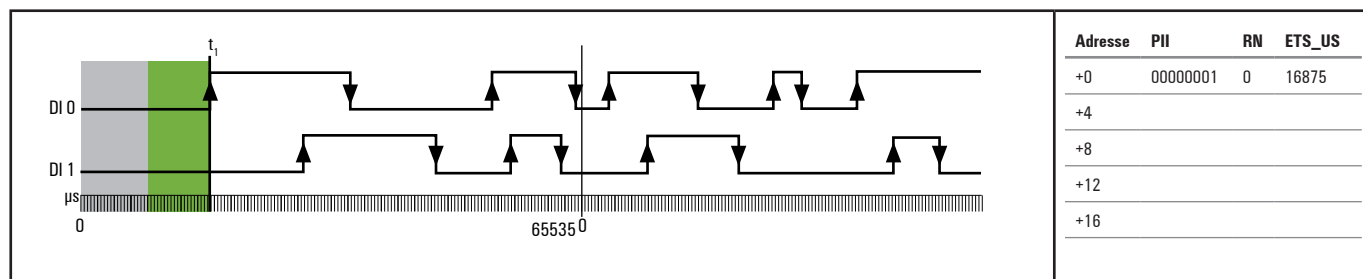 t1
DI 0
DI 1
µs
0
65535 0
Adresse PII RN ETS_US
+0 00000001 0 16875
+4
+8
+12
+16